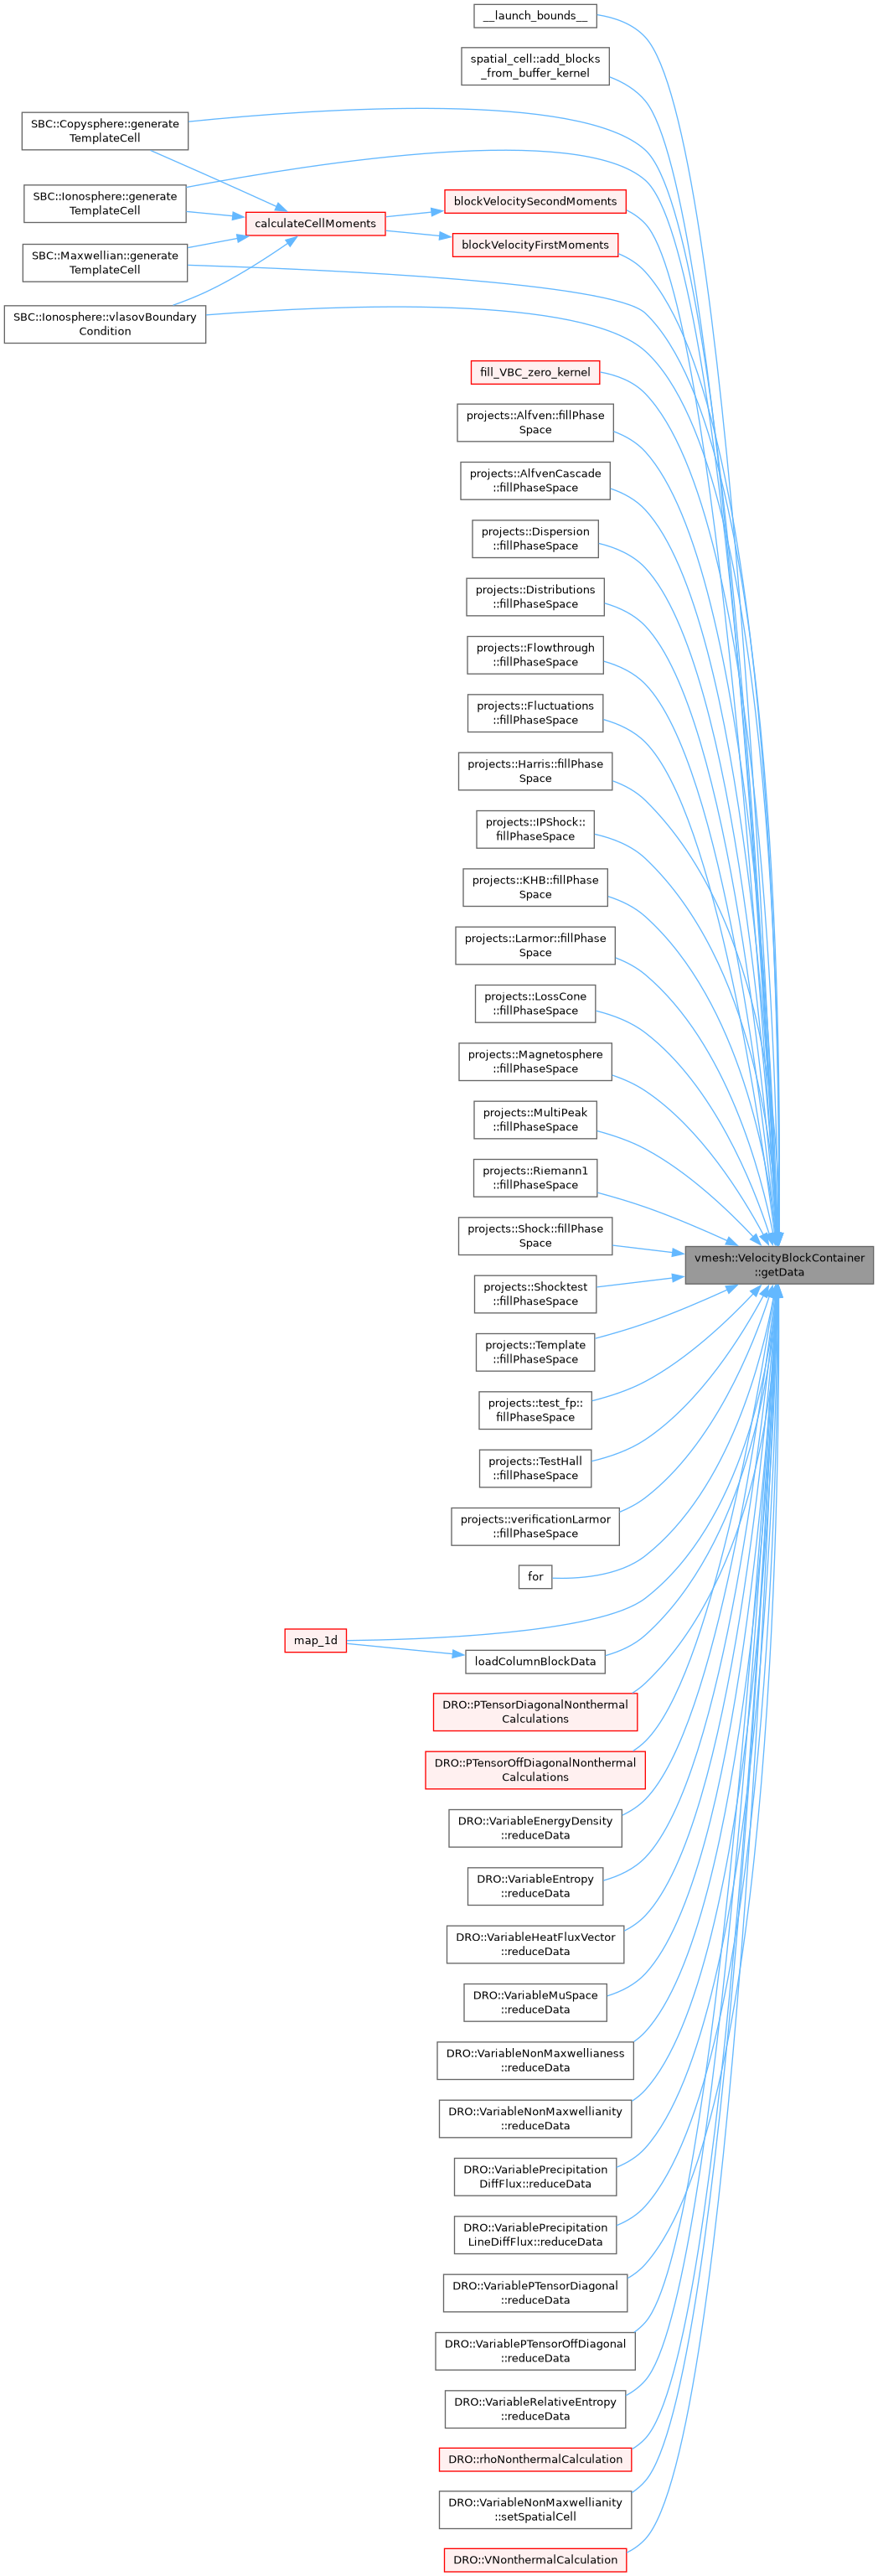 __launch_bounds__
spatial_cell::add_blocks
_from_buffer_kernel
SBC::Copysphere::generate
TemplateCell
SBC::Ionosphere::generate
TemplateCell
SBC::Maxwellian::generate
TemplateCell
SBC::Ionosphere::vlasovBoundary
Condition
calculateCellMoments
blockVelocitySecondMoments
blockVelocityFirstMoments
fill_VBC_zero_kernel
projects::Alfven::fillPhase
Space
projects::AlfvenCascade
::fillPhaseSpace
projects::Dispersion
::fillPhaseSpace
projects::Distributions
::fillPhaseSpace
projects::Flowthrough
::fillPhaseSpace
projects::Fluctuations
::fillPhaseSpace
projects::Harris::fillPhase
Space
projects::IPShock::
fillPhaseSpace
projects::KHB::fillPhase
Space
projects::Larmor::fillPhase
Space
projects::LossCone
::fillPhaseSpace
projects::Magnetosphere
::fillPhaseSpace
projects::MultiPeak
::fillPhaseSpace
projects::Riemann1
::fillPhaseSpace
projects::Shock::fillPhase
Space
vmesh::VelocityBlockContainer
::getData
projects::Shocktest
::fillPhaseSpace
projects::Template
::fillPhaseSpace
projects::test_fp::
fillPhaseSpace
projects::TestHall
::fillPhaseSpace
projects::verificationLarmor
::fillPhaseSpace
for
map_1d
loadColumnBlockData
DRO::PTensorDiagonalNonthermal
Calculations
DRO::PTensorOffDiagonalNonthermal
Calculations
DRO::VariableEnergyDensity
::reduceData
DRO::VariableEntropy
::reduceData
DRO::VariableHeatFluxVector
::reduceData
DRO::VariableMuSpace
::reduceData
DRO::VariableNonMaxwellianess
::reduceData
DRO::VariableNonMaxwellianity
::reduceData
DRO::VariablePrecipitation
DiffFlux::reduceData
DRO::VariablePrecipitation
LineDiffFlux::reduceData
DRO::VariablePTensorDiagonal
::reduceData
DRO::VariablePTensorOffDiagonal
::reduceData
DRO::VariableRelativeEntropy
::reduceData
DRO::rhoNonthermalCalculation
DRO::VariableNonMaxwellianity
::setSpatialCell
DRO::VNonthermalCalculation